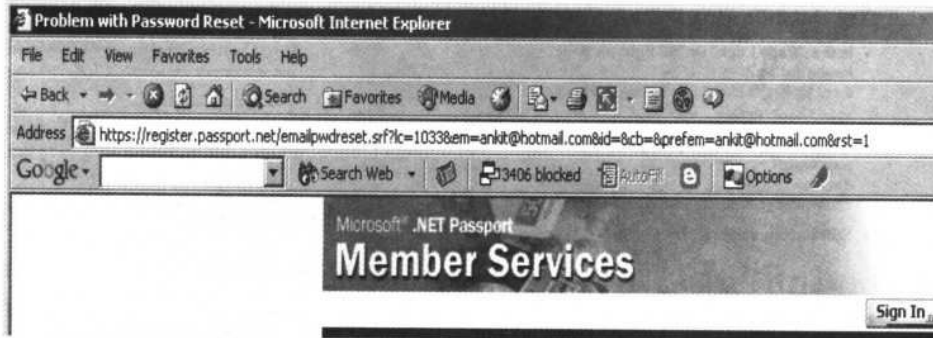 Problem with Password Reset - Microsoft Internet Explorer
File Edit View Favorites Tools Help
Back Search Favorites Media
Address https://register.passport.net/emailpwdreset.srf?lc=1033&em=ankit@hotmail.com&id=&cb=&prefem=ankit@hotmail.com&rst=1
Google Search Web 3406 blocked AutoFill Options
Microsoft® .NET Passport
Member Services
Sign In